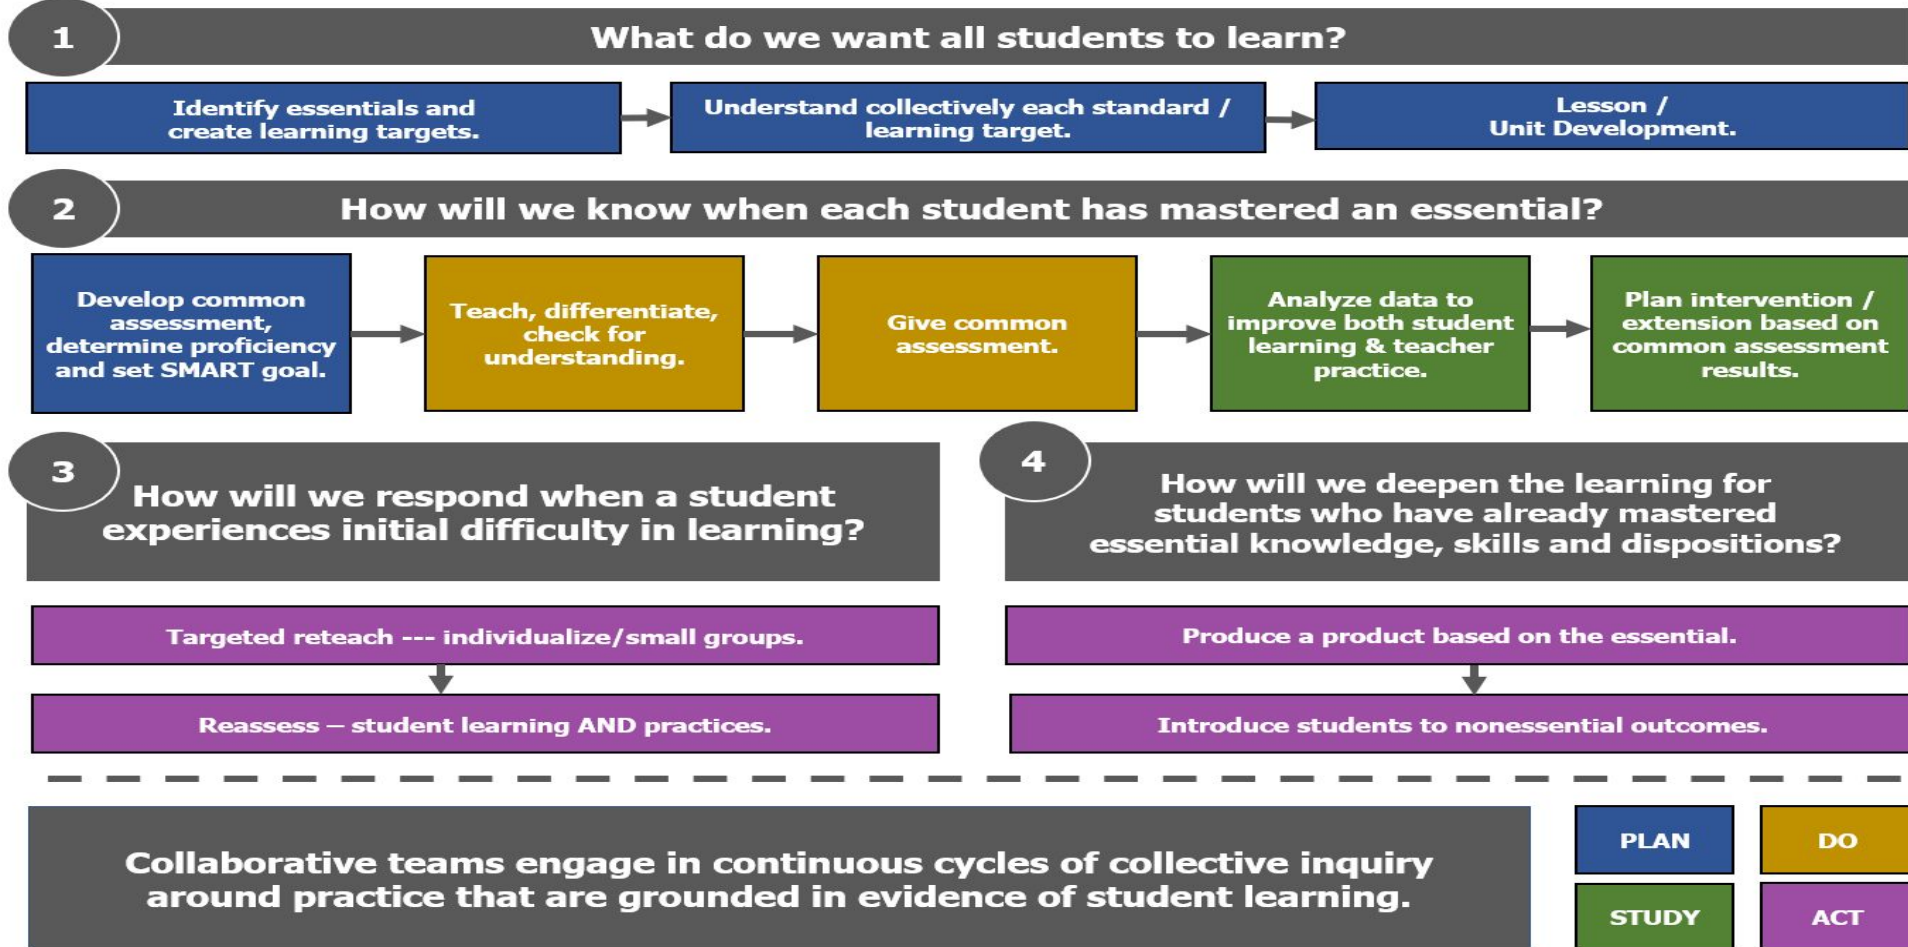 1
What do we want all students to learn?
Identify essentials and
create learning targets.
Understand collectively each standard /
learning target.
Lesson /
Unit Development.
2
How will we know when each student has mastered an essential?
Develop common
assessment,
determine proficiency
and set SMART goal.
Teach, differentiate,
check for
understanding.
Give common
assessment.
Analyze data to
improve both student
learning & teacher
practice.
Plan intervention /
extension based on
common assessment
results.
3
How will we respond when a student
experiences initial difficulty in learning?
Targeted reteach --- individualize/small groups.
Reassess – student learning AND practices.
4
How will we deepen the learning for
students who have already mastered
essential knowledge, skills and dispositions?
Produce a product based on the essential.
Introduce students to nonessential outcomes.
Collaborative teams engage in continuous cycles of collective inquiry
around practice that are grounded in evidence of student learning.
PLAN
DO
STUDY
ACT